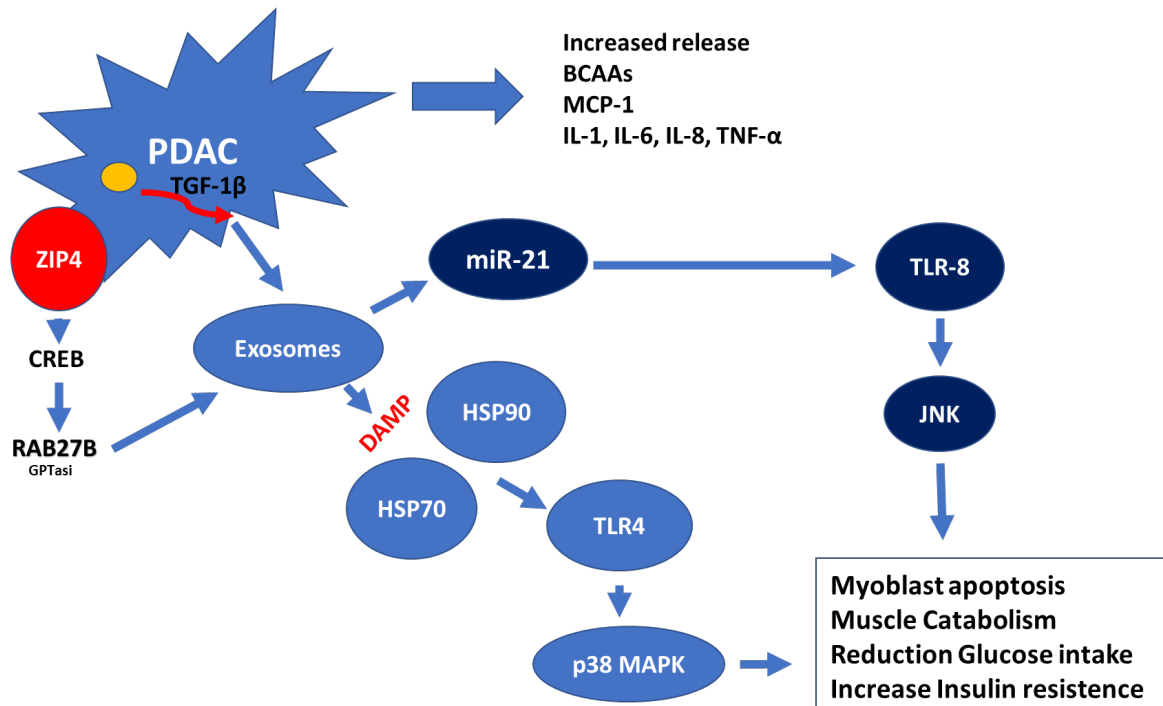 Increased release
BCAAs
MCP-1
IL-1, IL-6, IL-8, TNF-α
PDAC
TGF-1β
ZIP4
miR-21
TLR-8
CREB
Exosomes
RAB27B
GPTasi
DAMP
HSP90
JNK
HSP70
TLR4
p38 MAPK
Myoblast apoptosis
Muscle Catabolism
Reduction Glucose intake
Increase Insulin resistence